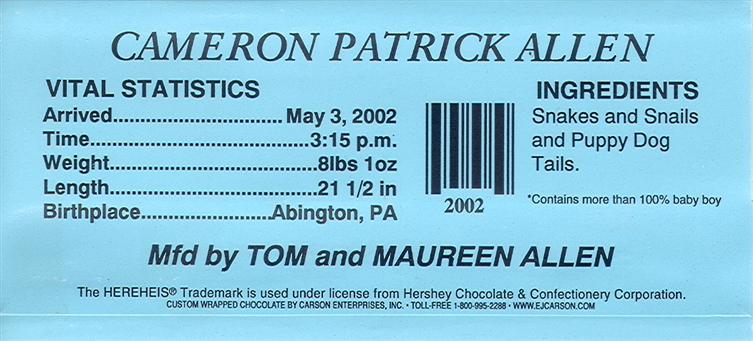 CAMERON PATRICK ALLEN
VITAL STATISTICS
Arrived............................May 3, 2002
Time....................................3:15 p.m.
Weight..................................8lbs 1oz
Length..................................21 1/2 in
Birthplace......................Abington, PA
2002
INGREDIENTS
Snakes and Snails
and Puppy Dog
Tails.
*Contains more than 100% baby boy
Mfd by TOM and MAUREEN ALLEN
The HEREHEIS® Trademark is used under license from Hershey Chocolate & Confectionery Corporation.
CUSTOM WRAPPED CHOCOLATE BY CARSON ENTERPRISES, INC. • TOLL-FREE 1-800-995-2288 • WWW.EJCARSON.COM